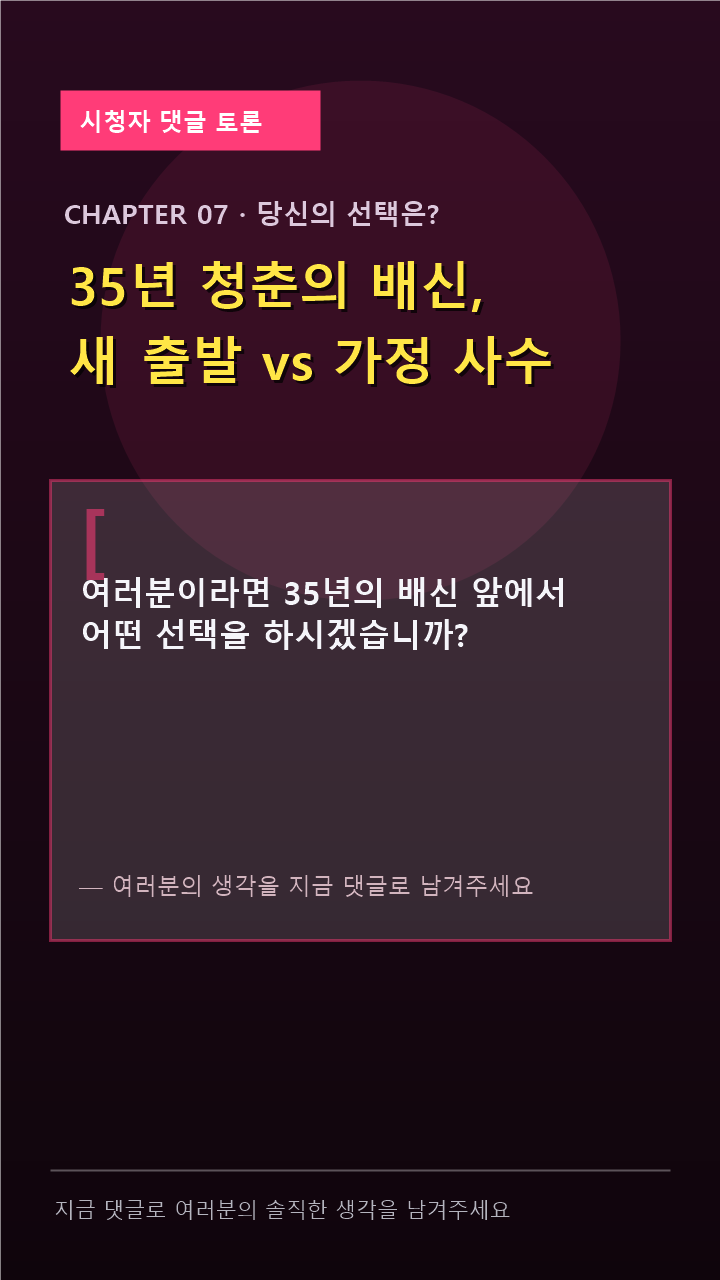 시청자 댓글 토론
CHAPTER 07 · 당신의 선택은?
35년 청춘의 배신,
새 출발 vs 가정 사수
[
여러분이라면 35년의 배신 앞에서
어떤 선택을 하시겠습니까?
— 여러분의 생각을 지금 댓글로 남겨주세요
지금 댓글로 여러분의 솔직한 생각을 남겨주세요